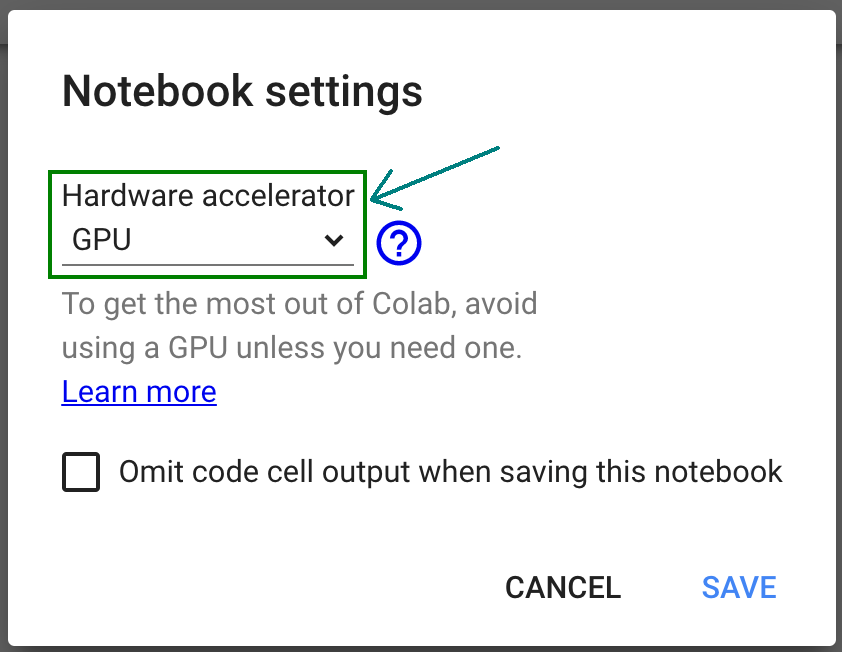 Notebook settings
Hardware accelerator
GPU
?
To get the most out of Colab, avoid
using a GPU unless you need one.
Learn more
Omit code cell output when saving this notebook
CANCEL SAVE